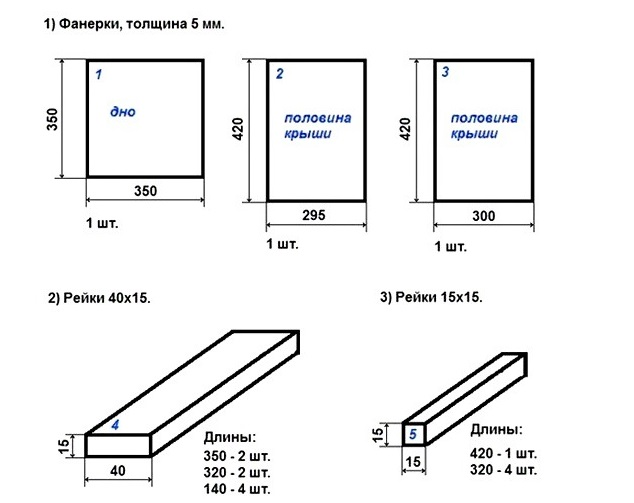 1) Фанерки, толщина 5 мм.
1
дно
350
350
1 шт.
2
половина
крыши
420
295
1 шт.
3
половина
крыши
420
300
1 шт.
2) Рейки 40х15.
4
15
40
Длины:
350 - 2 шт.
320 - 2 шт.
140 - 4 шт.
3) Рейки 15х15.
5
15
15
Длины:
420 - 1 шт.
320 - 4 шт.